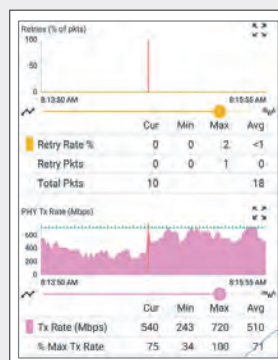 Retries (% of pkts)
100
50
0
8:13:50 AM 8:15:55 AM
Cur Min Max Avg
Retry Rate % 0 0 2 <1
Retry Pkts 0 0 1 0
Total Pkts 10 18
PHY Tx Rate (Mbps)
600
400
200
0
8:13:50 AM 8:15:55 AM
Cur Min Max Avg
Tx Rate (Mbps) 540 243 720 510
% Max Tx Rate 75 34 100 71